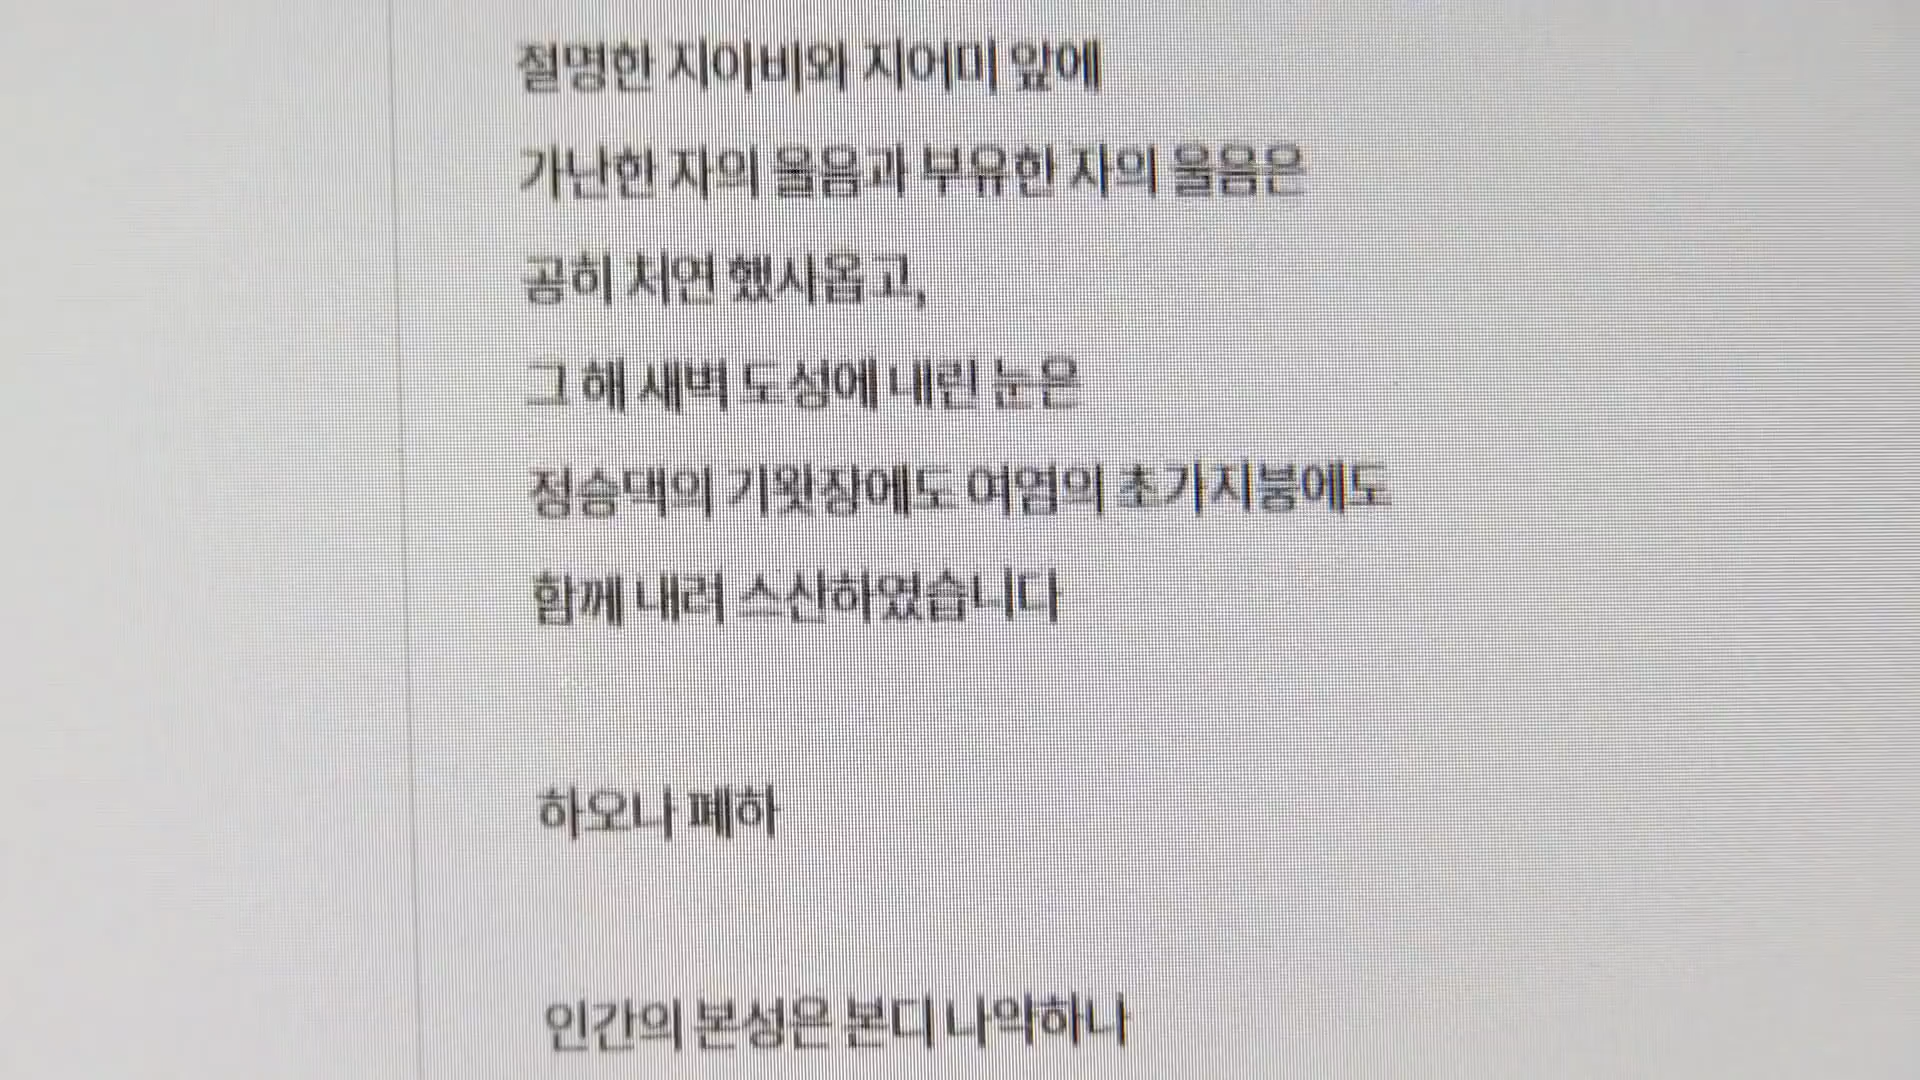 절명한 지아비와 지어미 앞에
가난한 자의 울음과 부유한 자의 울음은
공히 처연 했사옵고,
그 해 새벽 도성에 내린 눈은
정승댁의 기왓장에도 여염의 초가지붕에도
함께 내려 스산하였습니다
하오나 폐하
인간의 본성은 본디 나약하나